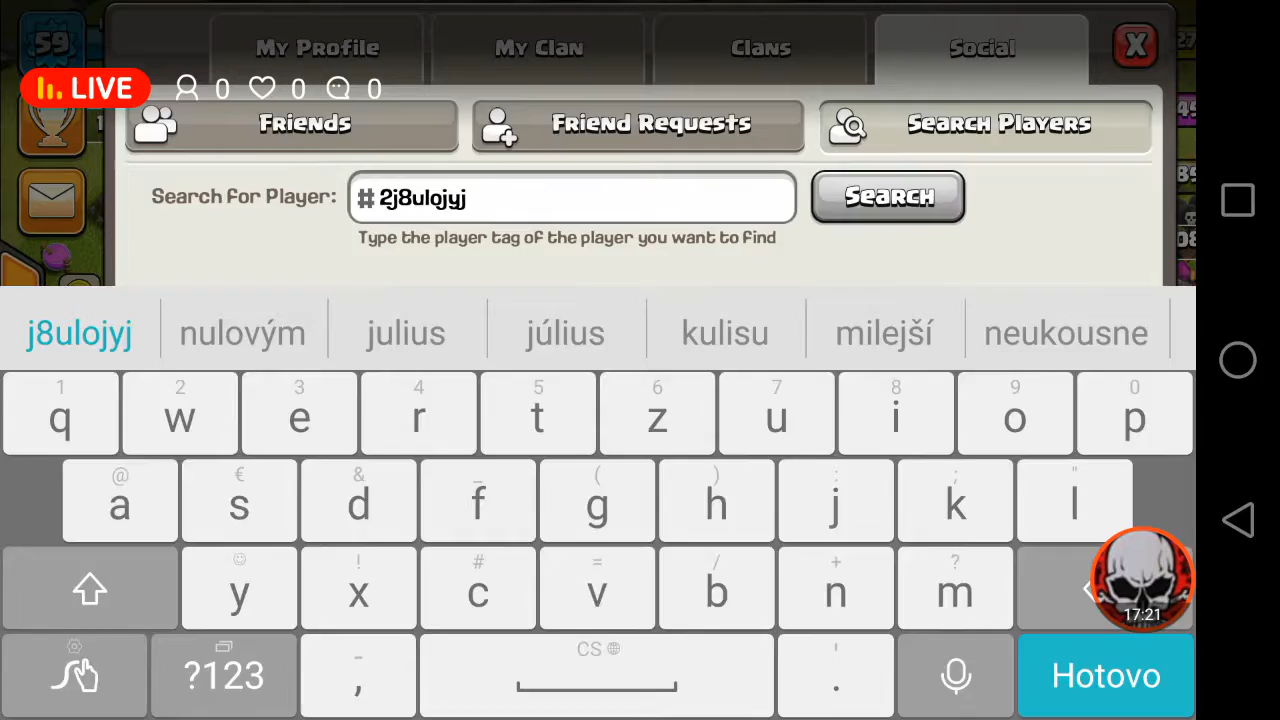 59
My Profile
My Clan
Clans
Social
X
LIVE
0
0
0
Friends
Friend Requests
Search Players
Search for Player:
# 2j8ulojyj
Search
Type the player tag of the player you want to find
j8ulojyj
nulovým
julius
július
kulisu
milejší
neukousne
1 2 3 4 5 6 7 8 9 0
q w e r t z u i o p
@ € & _ ( ) : ; "
a s d f g h j k l
! # = / + ?
y x c v b n m
17:21
CS
- '
?123 , . Hotovo